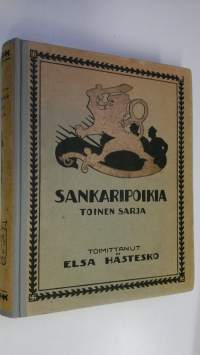 SANKARIPOIKIA
TOINEN SARJA
TOIMITTANUT
ELSA HÄSTESKO